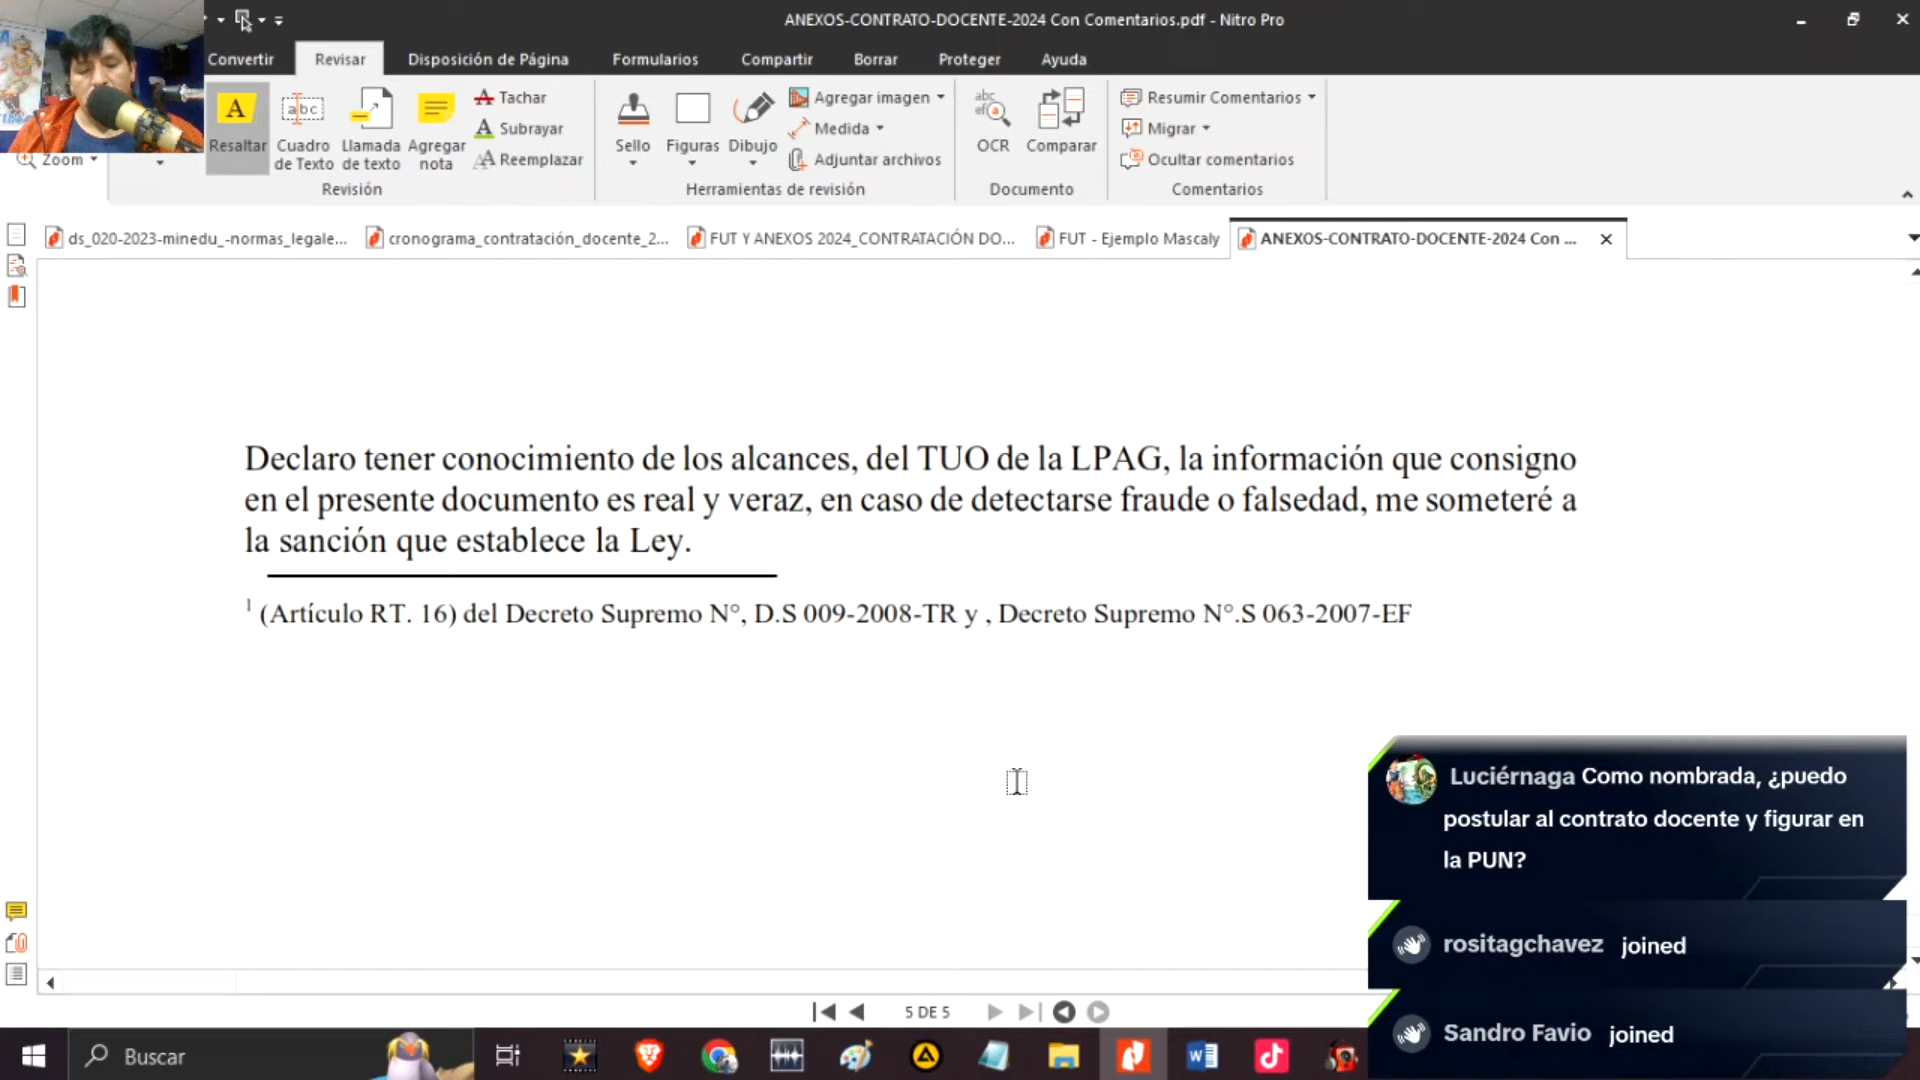 ANEXOS-CONTRATO-DOCENTE-2024 Con Comentarios.pdf - Nitro Pro
Convertir Revisar Disposición de Página Formularios Compartir Borrar Proteger Ayuda
Zoom
Resaltar
Cuadro de Texto
Llamada de texto
Agregar nota
Tachar
Subrayar
Reemplazar
Revisión
Sello
Figuras
Dibujo
Agregar imagen
Medida
Adjuntar archivos
Herramientas de revisión
OCR
Comparar
Documento
Resumir Comentarios
Migrar
Ocultar comentarios
Comentarios
ds_020-2023-minedu_-normas_legale...
cronograma_contratación_docente_2...
FUT Y ANEXOS 2024_CONTRATACIÓN DO...
FUT - Ejemplo Mascaly
ANEXOS-CONTRATO-DOCENTE-2024 Con ...
Declaro tener conocimiento de los alcances, del TUO de la LPAG, la información que consigno
en el presente documento es real y veraz, en caso de detectarse fraude o falsedad, me someteré a
la sanción que establece la Ley.
1 (Artículo RT. 16) del Decreto Supremo N°, D.S 009-2008-TR y , Decreto Supremo N°.S 063-2007-EF
Luciérnaga Como nombrada, ¿puedo
postular al contrato docente y figurar en
la PUN?
rositagchavez joined
Sandro Favio joined
5 DE 5
Buscar